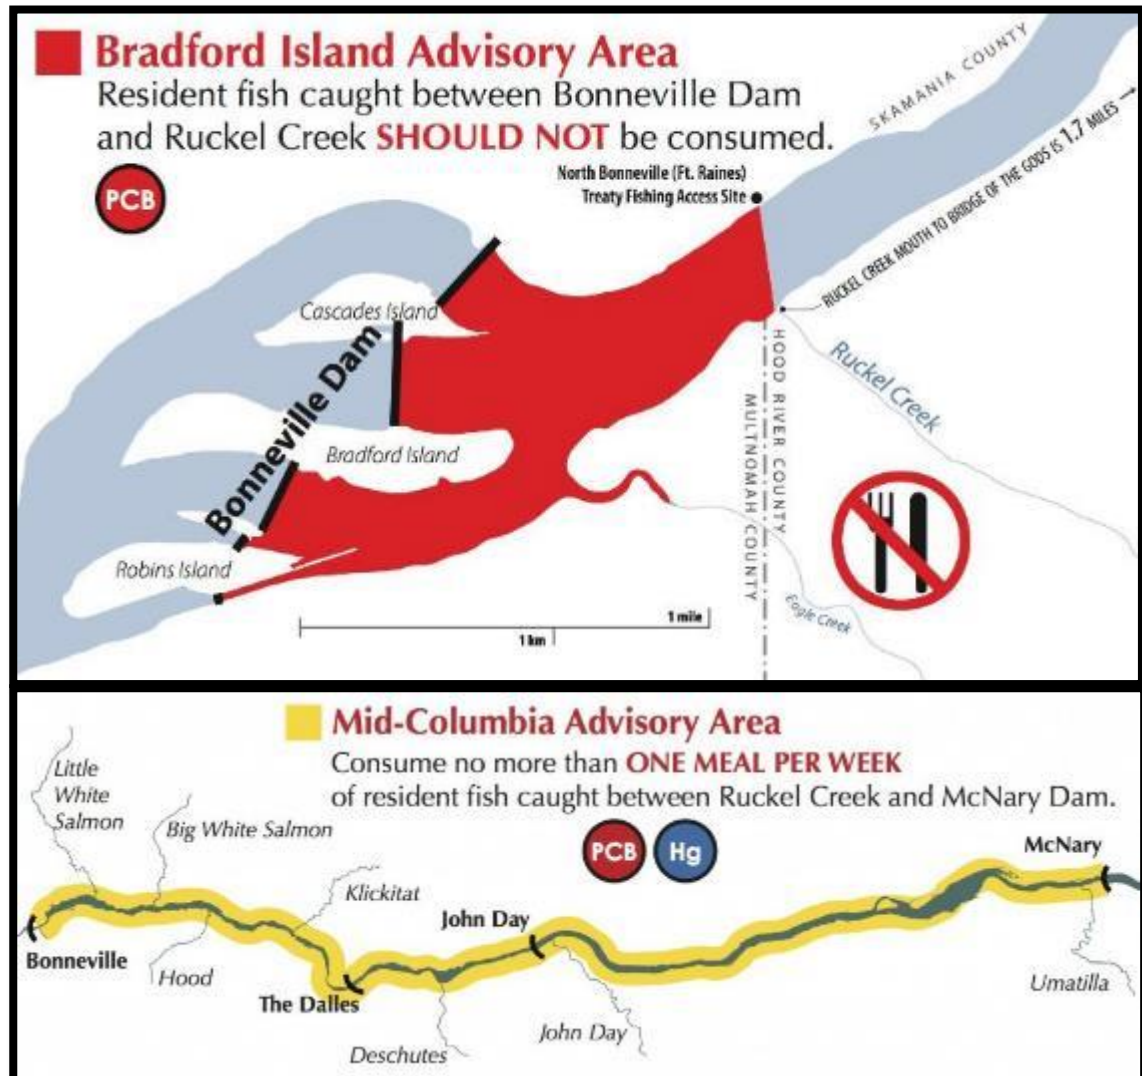 Bradford Island Advisory Area
Resident fish caught between Bonneville Dam
and Ruckel Creek SHOULD NOT be consumed.
PCB
North Bonneville (Ft. Raines)
Treaty Fishing Access Site
SKAMANIA COUNTY
RUCKEL CREEK MOUTH TO BRIDGE OF THE GODS IS 1.7 MILES →
Cascades Island
Bonneville Dam
Bradford Island
Robins Island
HOOD RIVER COUNTY
MULTNOMAH COUNTY
Ruckel Creek
Eagle Creek
1 mile
1 km
Mid-Columbia Advisory Area
Consume no more than ONE MEAL PER WEEK
of resident fish caught between Ruckel Creek and McNary Dam.
PCB
Hg
Little
White
Salmon
Big White Salmon
Klickitat
John Day
McNary
Bonneville
Hood
The Dalles
Deschutes
John Day
Umatilla